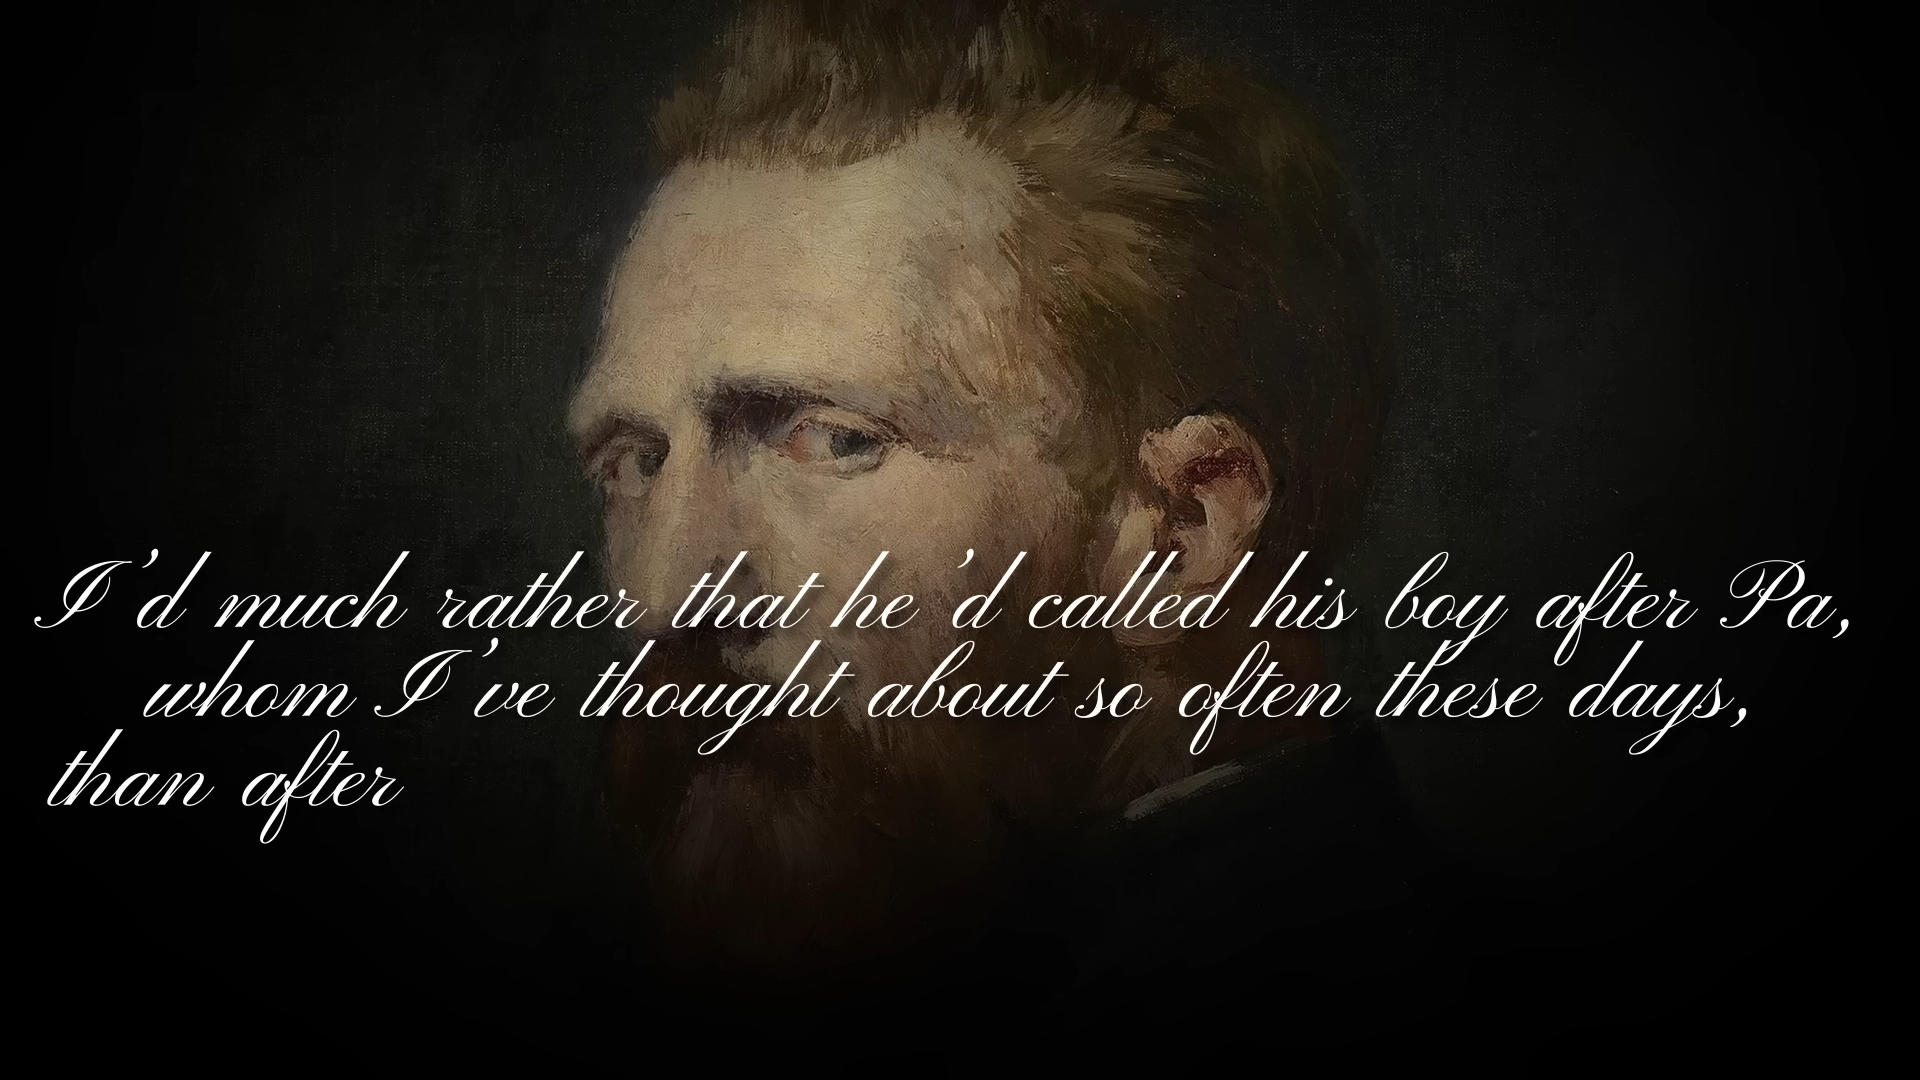 I'd much rather that he'd called his boy after Pa,
whom I've thought about so often these days,
than after